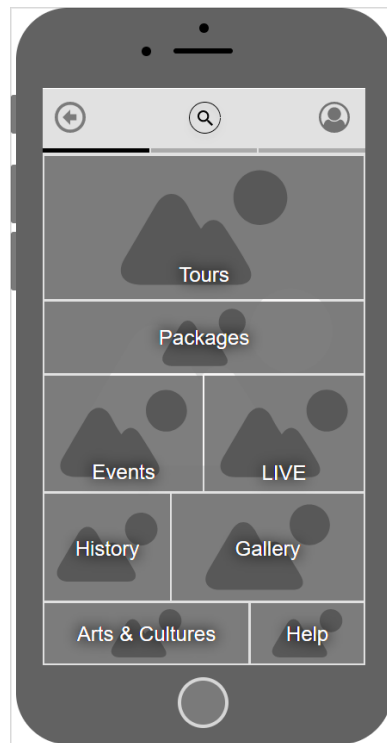 Tours
Packages
Events
LIVE
History
Gallery
Arts & Cultures
Help